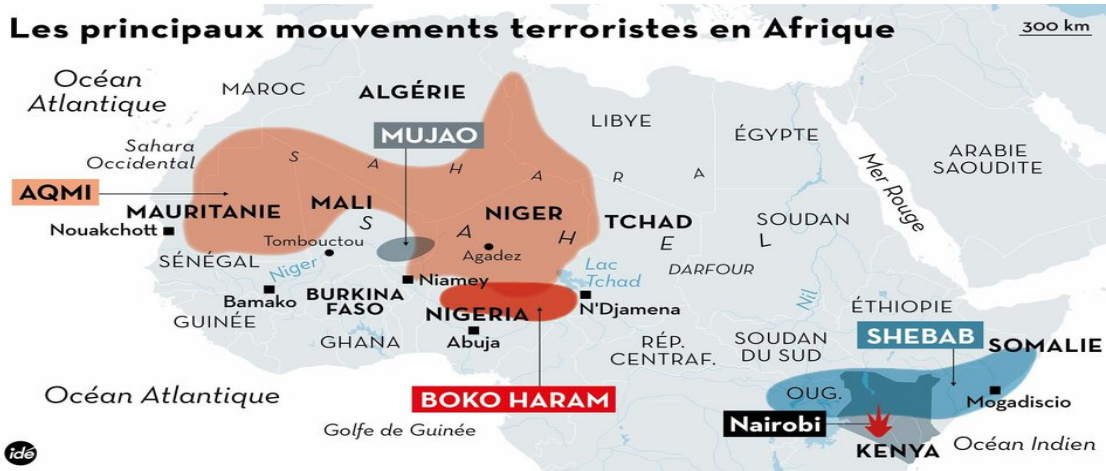 Les principaux mouvements terroristes en Afrique
300 km
Océan
Atlantique
MAROC
ALGÉRIE
LIBYE
ÉGYPTE
ARABIE
SAOUDITE
Mer Rouge
MUJAO
Sahara
Occidental
SAHARA
AQMI
MAURITANIE
MALI
NIGER
TCHAD
SOUDAN
SAHEL
Nouakchott
Tombouctou
Agadez
DARFOUR
SÉNÉGAL
Niger
Niamey
Lac
Tchad
Nil
Bamako
BURKINA
FASO
NIGERIA
N'Djamena
ÉTHIOPIE
GUINÉE
GHANA
Abuja
RÉP.
CENTRAF.
SOUDAN
DU SUD
SHEBAB
SOMALIE
Océan Atlantique
BOKO HARAM
OUG.
Mogadiscio
Golfe de Guinée
Nairobi
KENYA
Océan Indien
idé